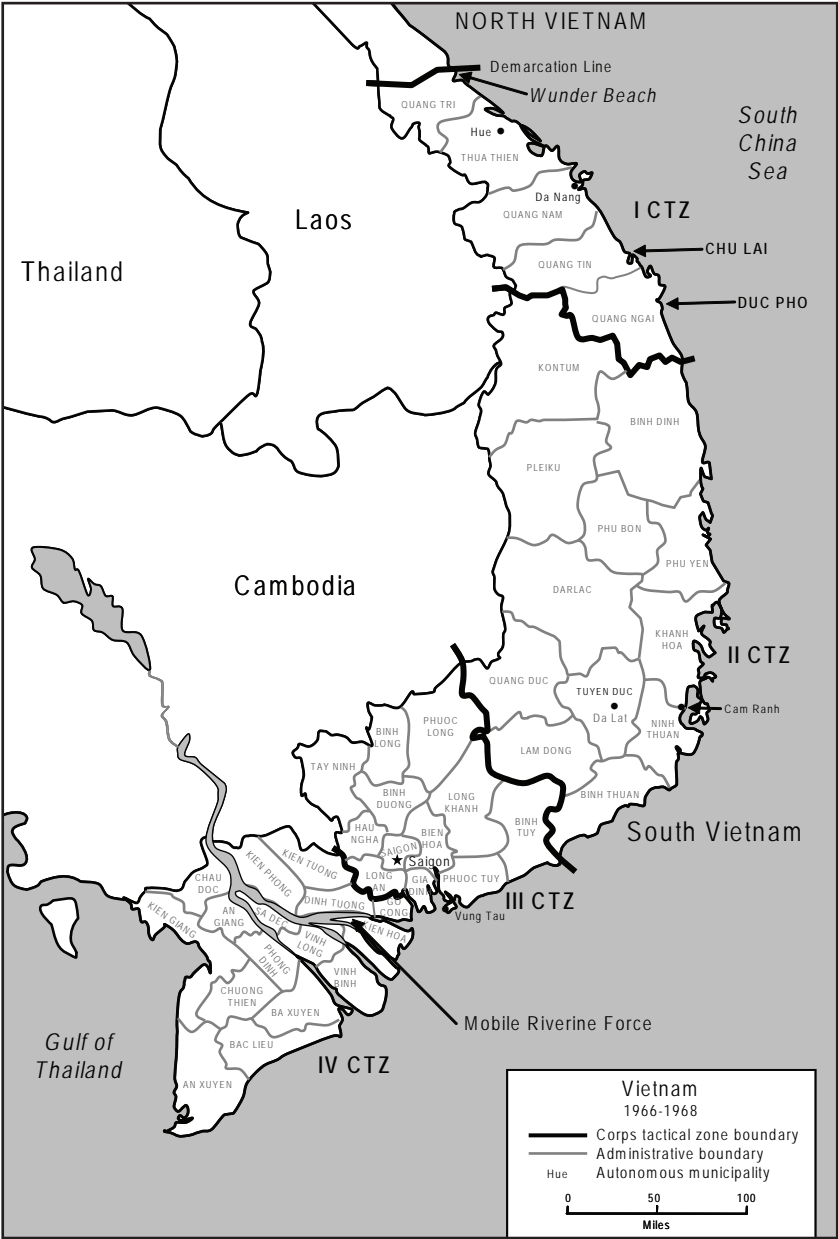 NORTH VIETNAM
Demarcation Line
Wunder Beach
QUANG TRI
South
China
Sea
Hue
THUA THIEN
Da Nang
QUANG NAM
I CTZ
Laos
CHU LAI
QUANG TIN
Thailand
DUC PHO
QUANG NGAI
KONTUM
BINH DINH
PLEIKU
PHU BON
PHU YEN
Cambodia
DARLAC
KHANH
HOA
II CTZ
QUANG DUC
TUYEN DUC
Da Lat
Cam Ranh
NINH
THUAN
PHUOC
LONG
BINH
LONG
LAM DONG
TAY NINH
BINH
DUONG
LONG
KHANH
BINH THUAN
BINH
TUY
HAU
NGHA
BIEN
HOA
SAIGON
Saigon
South Vietnam
KIEN TUONG
KIEN PHONG
LONG
AN
GIA
DINH
PHUOC TUY
CHAU
DOC
DINH TUONG
GO
CONG
III CTZ
Vung Tau
KIEN GIANG
AN
GIANG
SA DEC
KIEN HOA
VINH
LONG
PHONG
DINH
VINH
BINH
CHUONG
THIEN
BA XUYEN
Mobile Riverine Force
Gulf of
Thailand
BAC LIEU
IV CTZ
AN XUYEN
Vietnam
1966-1968
Corps tactical zone boundary
Administrative boundary
Hue Autonomous municipality
0 50 100
Miles